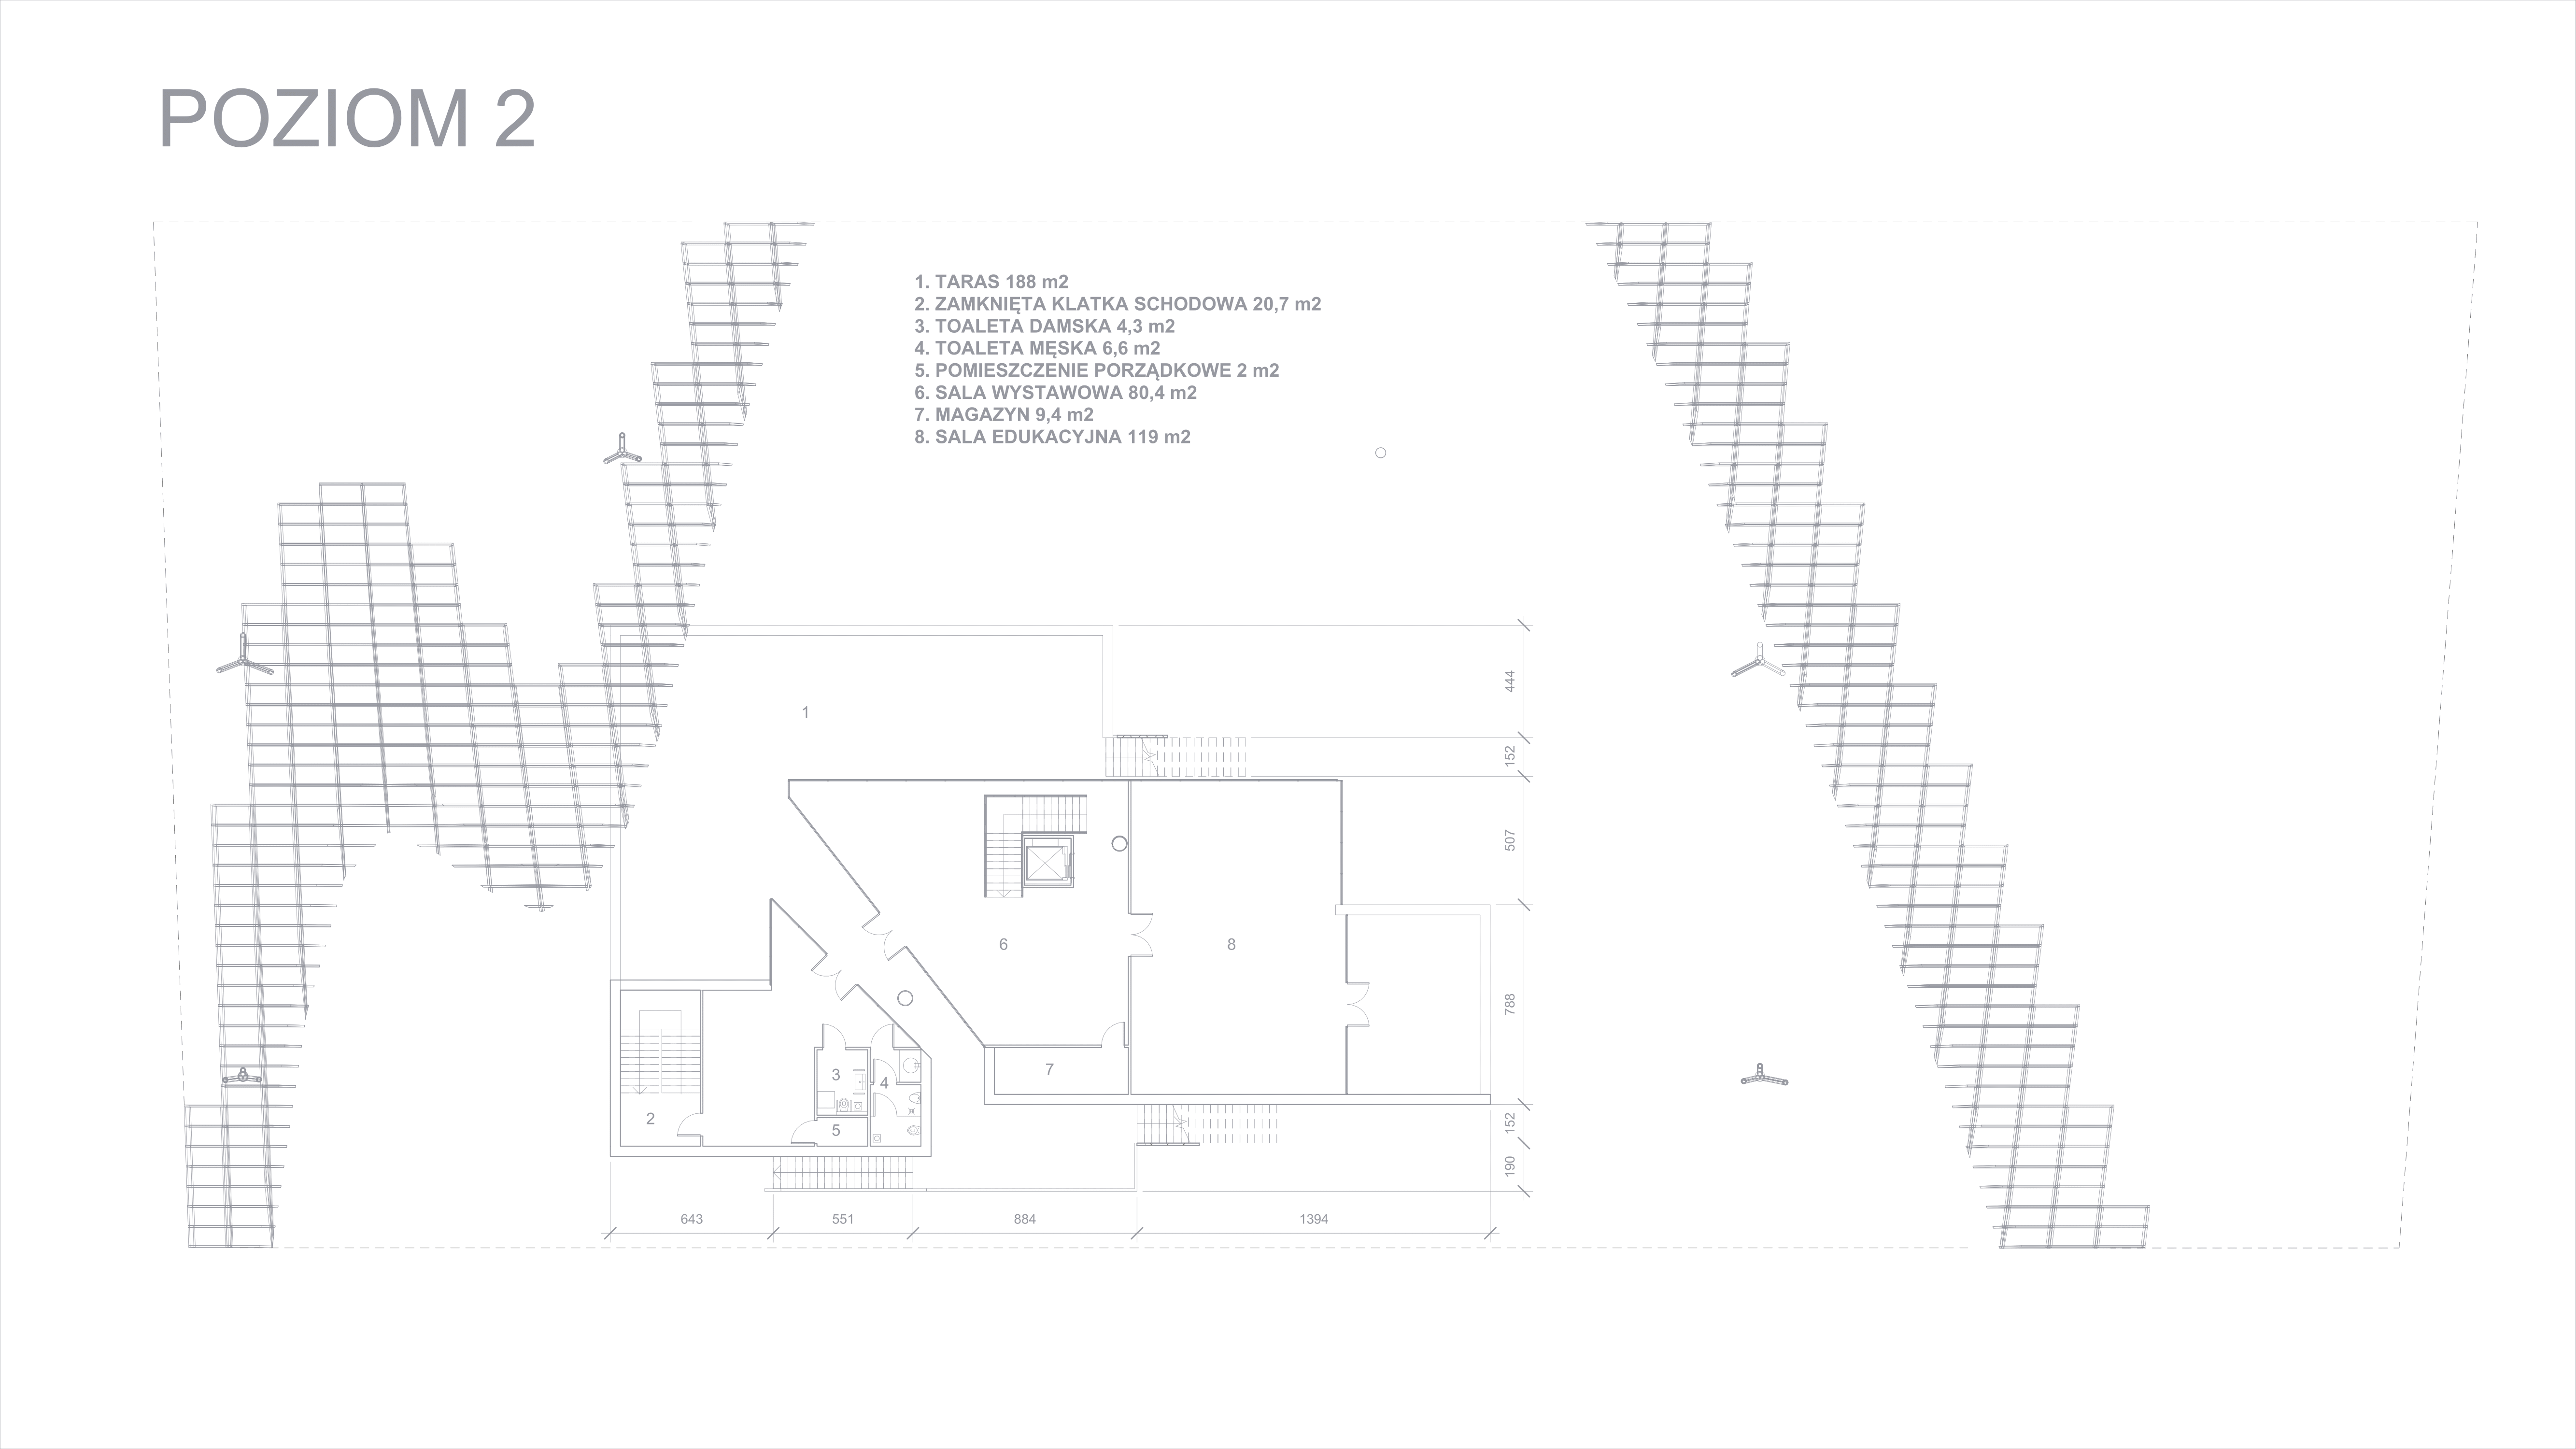 POZIOM 2
1. TARAS 188 m2
2. ZAMKNIĘTA KLATKA SCHODOWA 20,7 m2
3. TOALETA DAMSKA 4,3 m2
4. TOALETA MĘSKA 6,6 m2
5. POMIESZCZENIE PORZĄDKOWE 2 m2
6. SALA WYSTAWOWA 80,4 m2
7. MAGAZYN 9,4 m2
8. SALA EDUKACYJNA 119 m2
444
1
152
507
6
8
788
7
3
4
2
5
152
190
643
551
884
1394